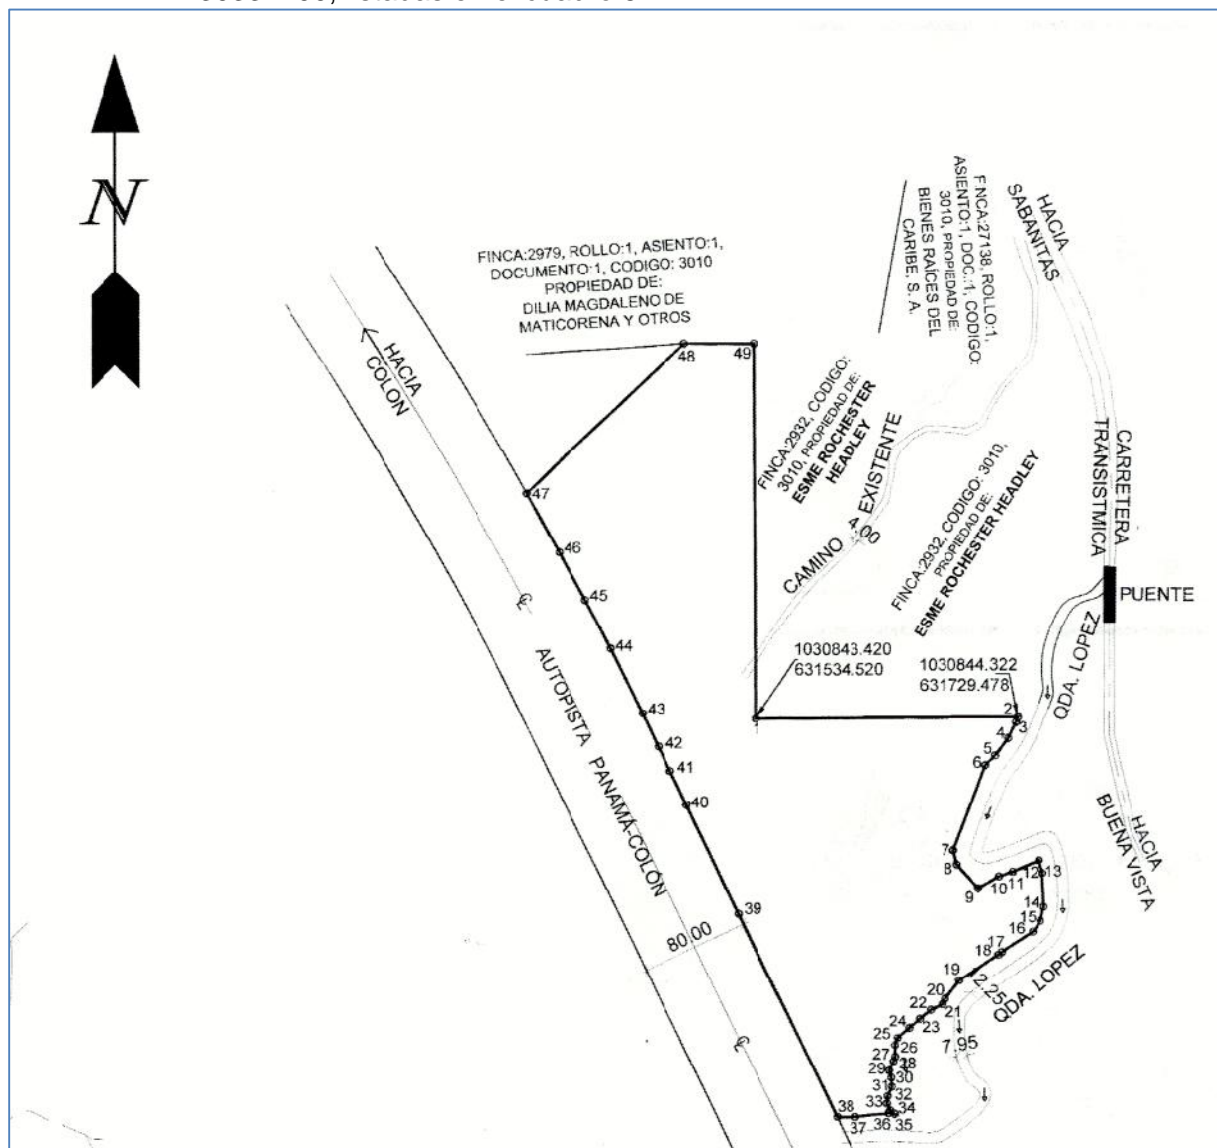 N
FINCA:2979, ROLLO:1, ASIENTO:1,
DOCUMENTO:1, CODIGO: 3010
PROPIEDAD DE:
DILIA MAGDALENO DE
MATICORENA Y OTROS
FINCA:27138, ROLLO:1,
ASIENTO:1, DOC.:1, CODIGO:
3010, PROPIEDAD DE:
BIENES RAÍCES DEL
CARIBE, S. A.
HACIA
SABANITAS
HACIA
COLON
48
49
FINCA:2932, CODIGO:
3010, PROPIEDAD DE:
ESME ROCHESTER
HEADLEY
CAMINO
4.00
EXISTENTE
FINCA:2932, CODIGO: 3010,
PROPIEDAD DE:
ESME ROCHESTER HEADLEY
CARRETERA
TRANSISTMICA
PUENTE
QDA. LOPEZ
47
46
45
44
43
42
41
40
39
1030843.420
631534.520
1030844.322
631729.478
1
2
3
4
5
6
7
8
9
10
11
12
13
14
15
16
17
18
19
20
21
22
23
24
25
26
27
28
29
30
31
32
33
34
35
36
37
38
HACIA
BUENA VISTA
AUTOPISTA PANAMÁ-COLÓN
80.00
2.25
QDA. LOPEZ
7.95